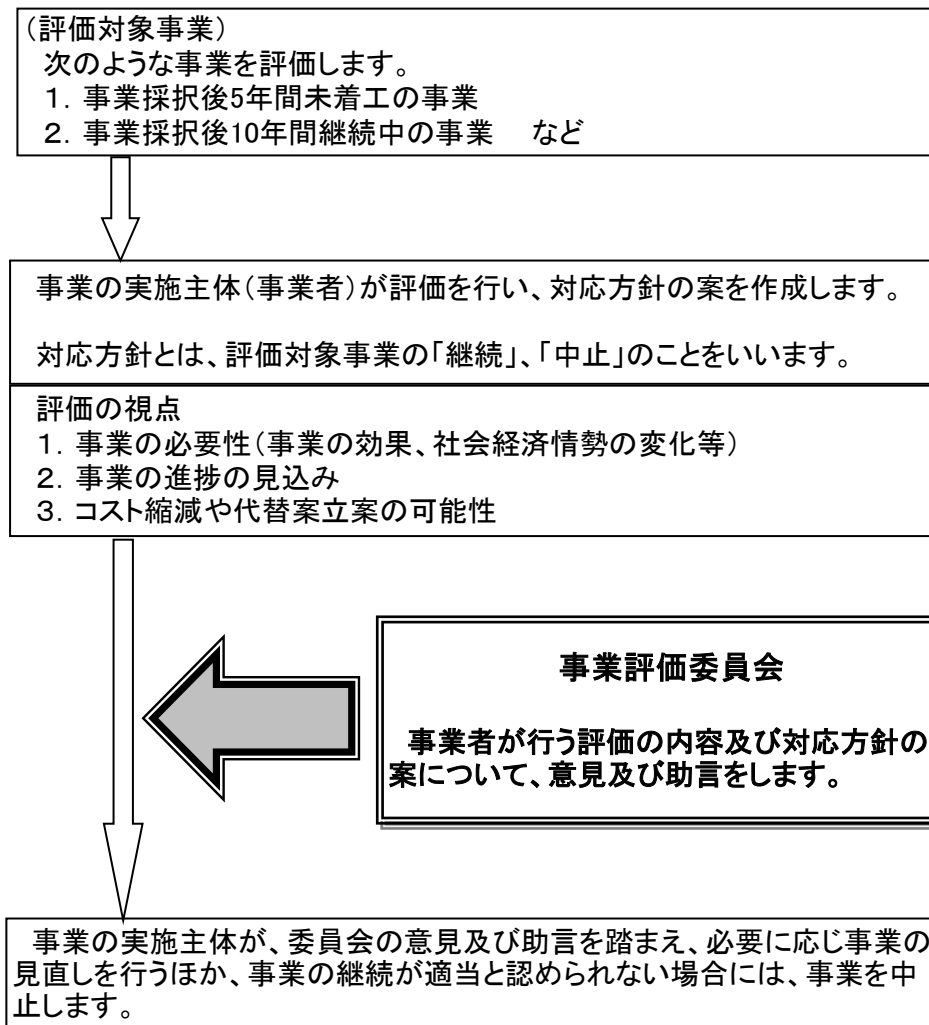 (評価対象事業)
次のような事業を評価します。
1．事業採択後5年間未着工の事業
２．事業採択後10年間継続中の事業　など
事業の実施主体(事業者)が評価を行い、対応方針の案を作成します。
対応方針とは、評価対象事業の「継続」、「中止」のことをいいます。
評価の視点
1．事業の必要性(事業の効果、社会経済情勢の変化等)
2．事業の進捗の見込み
3．コスト縮減や代替案立案の可能性
事業評価委員会
事業者が行う評価の内容及び対応方針の
案について、意見及び助言をします。
事業の実施主体が、委員会の意見及び助言を踏まえ、必要に応じ事業の
見直しを行うほか、事業の継続が適当と認められない場合には、事業を中
止します。